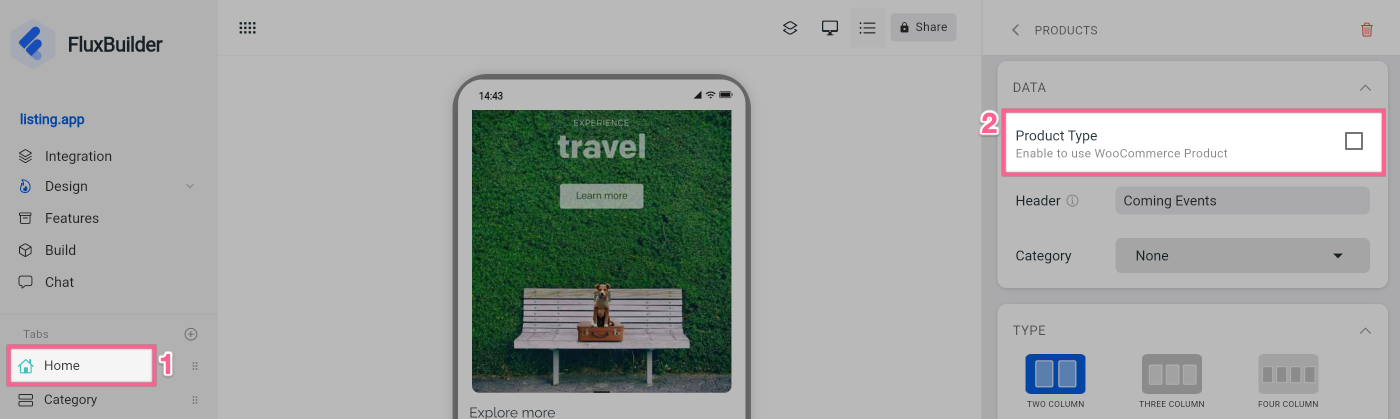 FluxBuilder
listing.app
Integration
Design
Features
Build
Chat
Tabs
Home
1
Category
Share
14:43
EXPERIENCE
travel
Learn more
Explore more
PRODUCTS
DATA
2
Product Type
Enable to use WooCommerce Product
Header
Coming Events
Category
None
TYPE
TWO COLUMN
THREE COLUMN
FOUR COLUMN